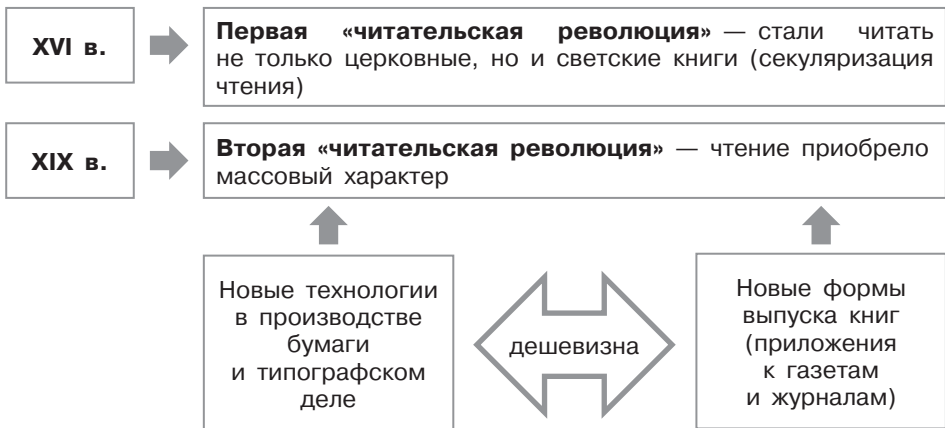 XVI в.
Первая «читательская революция» — стали читать
не только церковные, но и светские книги (секуляризация
чтения)
XIX в.
Вторая «читательская революция» — чтение приобрело
массовый характер
Новые технологии
в производстве
бумаги
и типографском
деле
дешевизна
Новые формы
выпуска книг
(приложения
к газетам
и журналам)